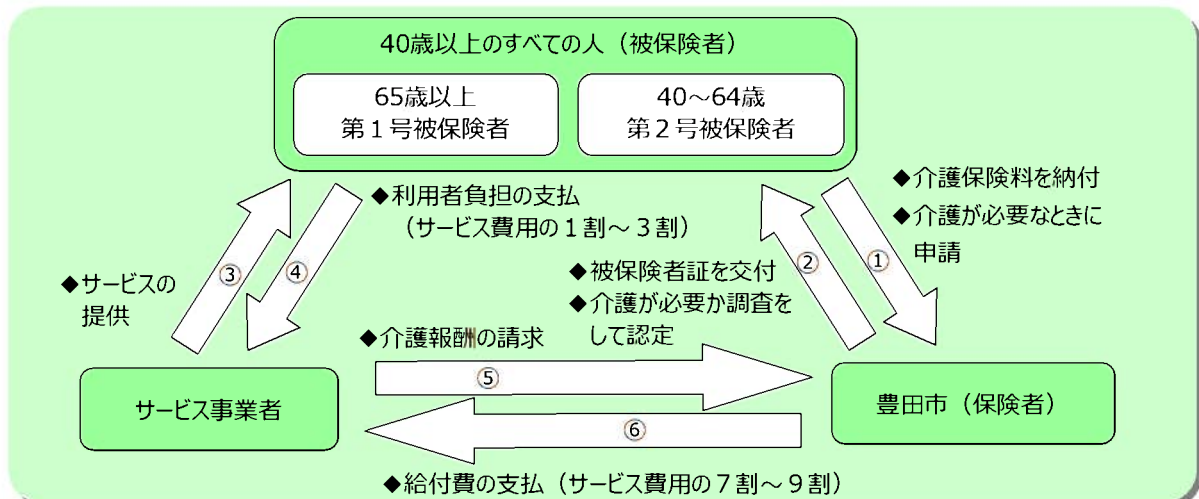 40歳以上のすべての人（被保険者）
65歳以上
第１号被保険者
40～64歳
第２号被保険者
◆利用者負担の支払
（サービス費用の１割～３割）
◆介護保険料を納付
◆介護が必要なときに
申請
③
④
②
①
◆サービスの
提供
◆被保険者証を交付
◆介護が必要か調査を
して認定
◆介護報酬の請求
⑤
サービス事業者
豊田市（保険者）
⑥
◆給付費の支払（サービス費用の７割～９割）